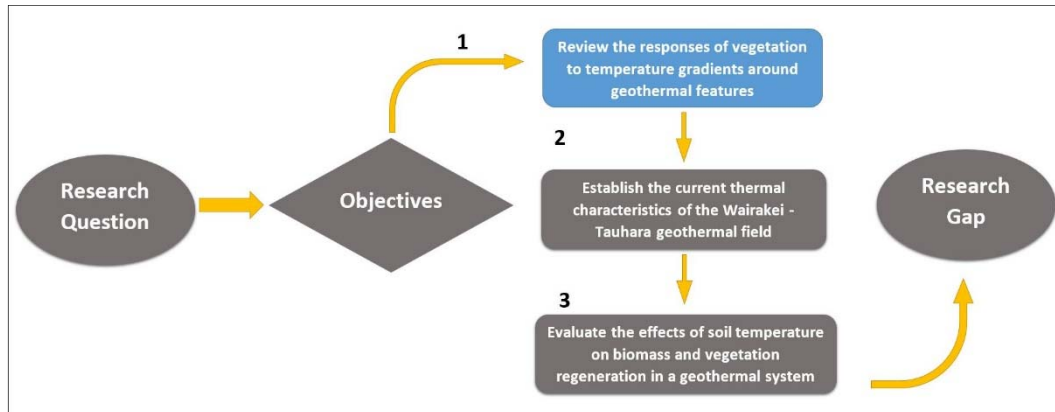 1
Review the responses of vegetation
to temperature gradients around
geothermal features
2
Research
Question
Objectives
Establish the current thermal
characteristics of the Wairakei -
Tauhara geothermal field
Research
Gap
3
Evaluate the effects of soil temperature
on biomass and vegetation
regeneration in a geothermal system